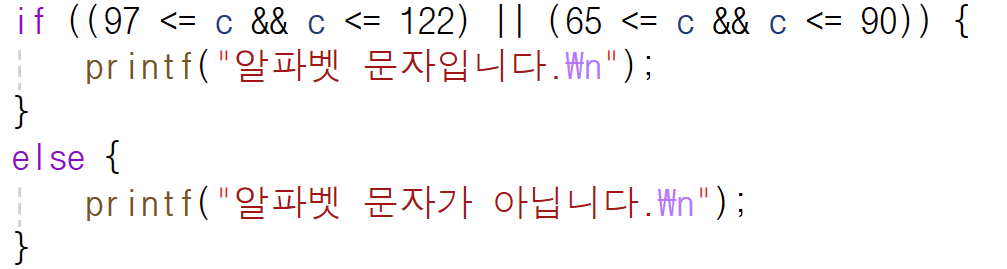 if ((97 <= c && c <= 122) || (65 <= c && c <= 90)) {
printf("알파벳 문자입니다.₩n");
}
else {
printf("알파벳 문자가 아닙니다.₩n");
}